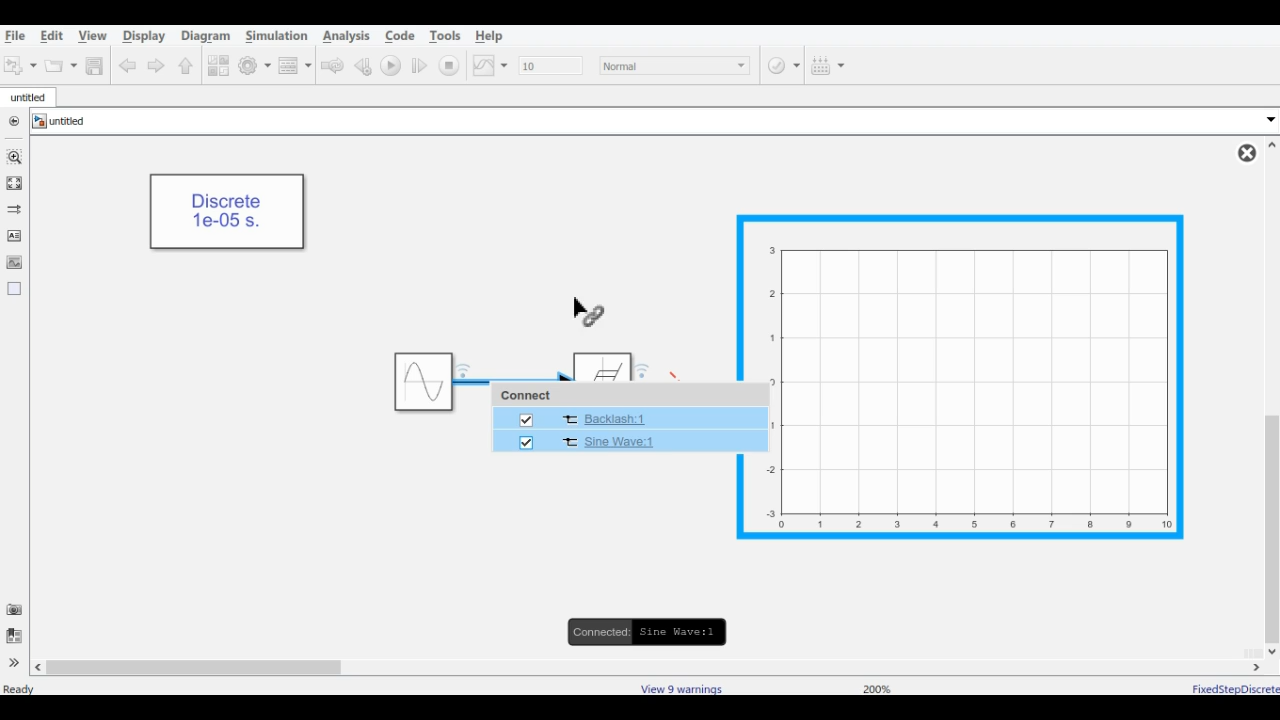 File Edit View Display Diagram Simulation Analysis Code Tools Help
10 Normal
untitled
untitled
Discrete
1e-05 s.
Connect
Backlash:1
Sine Wave:1
3
2
1
0
1
-2
-3
0 1 2 3 4 5 6 7 8 9 10
Connected: Sine Wave:1
Ready View 9 warnings 200% FixedStepDiscrete